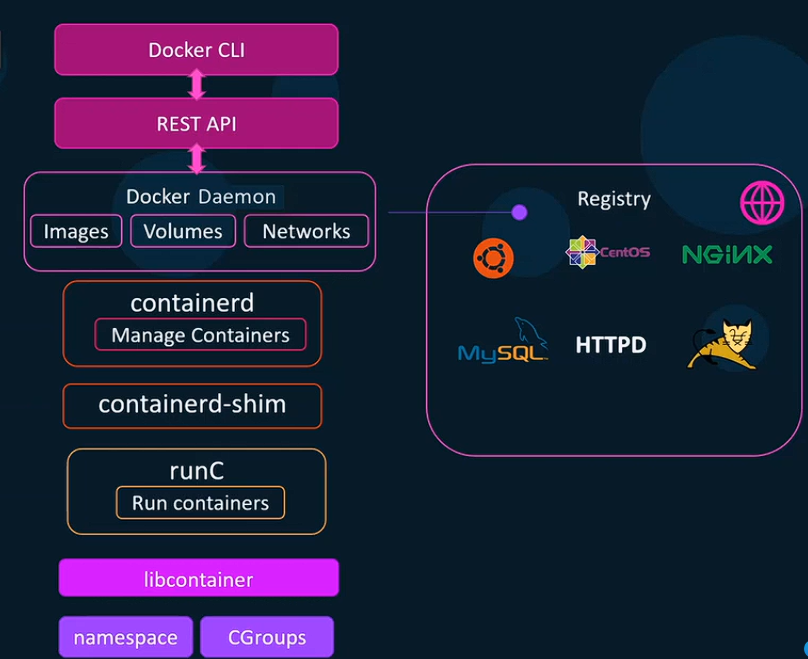 Docker CLI
REST API
Docker Daemon
Images
Volumes
Networks
containerd
Manage Containers
containerd-shim
runC
Run containers
libcontainer
namespace
CGroups
Registry
CentOS
NGiNX
MySQL
HTTPD